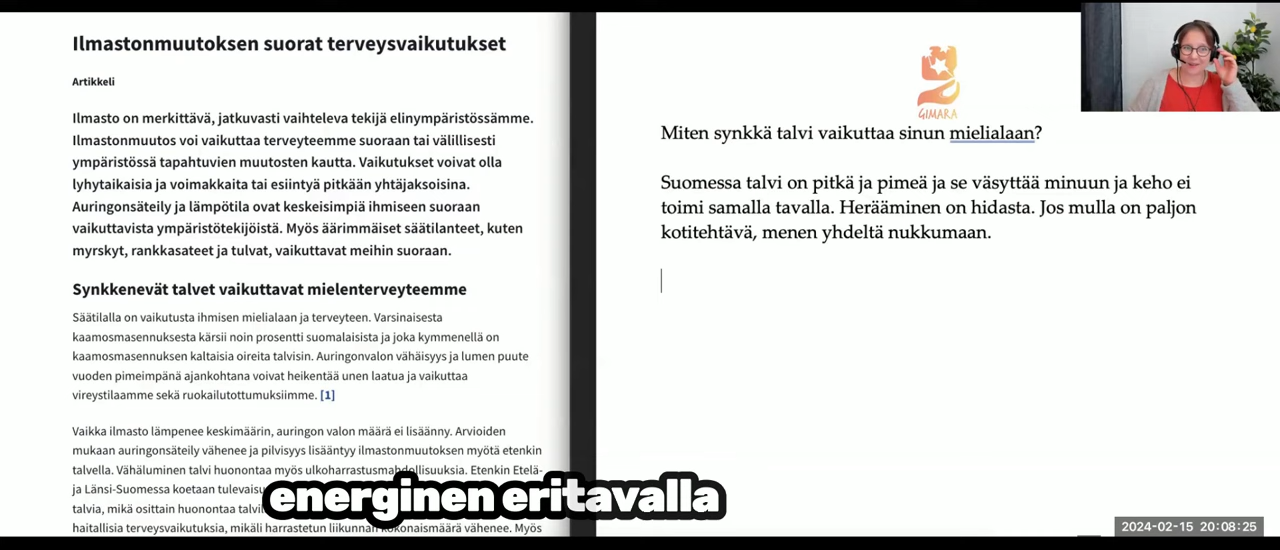 Ilmastonmuutoksen suorat terveysvaikutukset
Artikkeli
Ilmasto on merkittävä, jatkuvasti vaihteleva tekijä elinympäristössämme.
Ilmastonmuutos voi vaikuttaa terveyteemme suoraan tai välillisesti
ympäristössä tapahtuvien muutosten kautta. Vaikutukset voivat olla
lyhytaikaisia ja voimakkaita tai esiintyä pitkään yhtäjaksoisina.
Auringonsäteily ja lämpötila ovat keskeisimpiä ihmiseen suoraan
vaikuttavista ympäristötekijöistä. Myös äärimmäiset säätilanteet, kuten
myrskyt, rankkasateet ja tulvat, vaikuttavat meihin suoraan.
Synkkenevät talvet vaikuttavat mielenterveyteemme
Säätilalla on vaikutusta ihmisen mielialaan ja terveyteen. Varsinaisesta
kaamosmasennuksesta kärsii noin prosentti suomalaisista ja joka kymmenellä on
kaamosmasennuksen kaltaisia oireita talvisin. Auringonvalon vähäisyys ja lumen puute
vuoden pimeimpänä ajankohtana voivat heikentää unen laatua ja vaikuttaa
vireystilaamme sekä ruokailutottumuksiimme. [1]
Vaikka ilmasto lämpenee keskimäärin, auringon valon määrä ei lisäänny. Arvioiden
mukaan auringonsäteily vähenee ja pilvisyys lisääntyy ilmastonmuutoksen myötä etenkin
talvella. Vähäluminen talvi huonontaa myös ulkoharrastusmahdollisuuksia. Etenkin Etelä-
ja Länsi-Suomessa koetaan
talvia, mikä osittain huonontaa
haitallisia terveysvaikutuksia, mikäli harrastetun liikunnan kokonaismäärä vähenee. Myös
GIMARA
Miten synkkä talvi vaikuttaa sinun mielialaan?
Suomessa talvi on pitkä ja pimeä ja se väsyttää minuun ja keho ei
toimi samalla tavalla. Herääminen on hidasta. Jos mulla on paljon
kotitehtävä, menen yhdeltä nukkumaan.
energinen eritavalla
2024-02-15 20:08:25